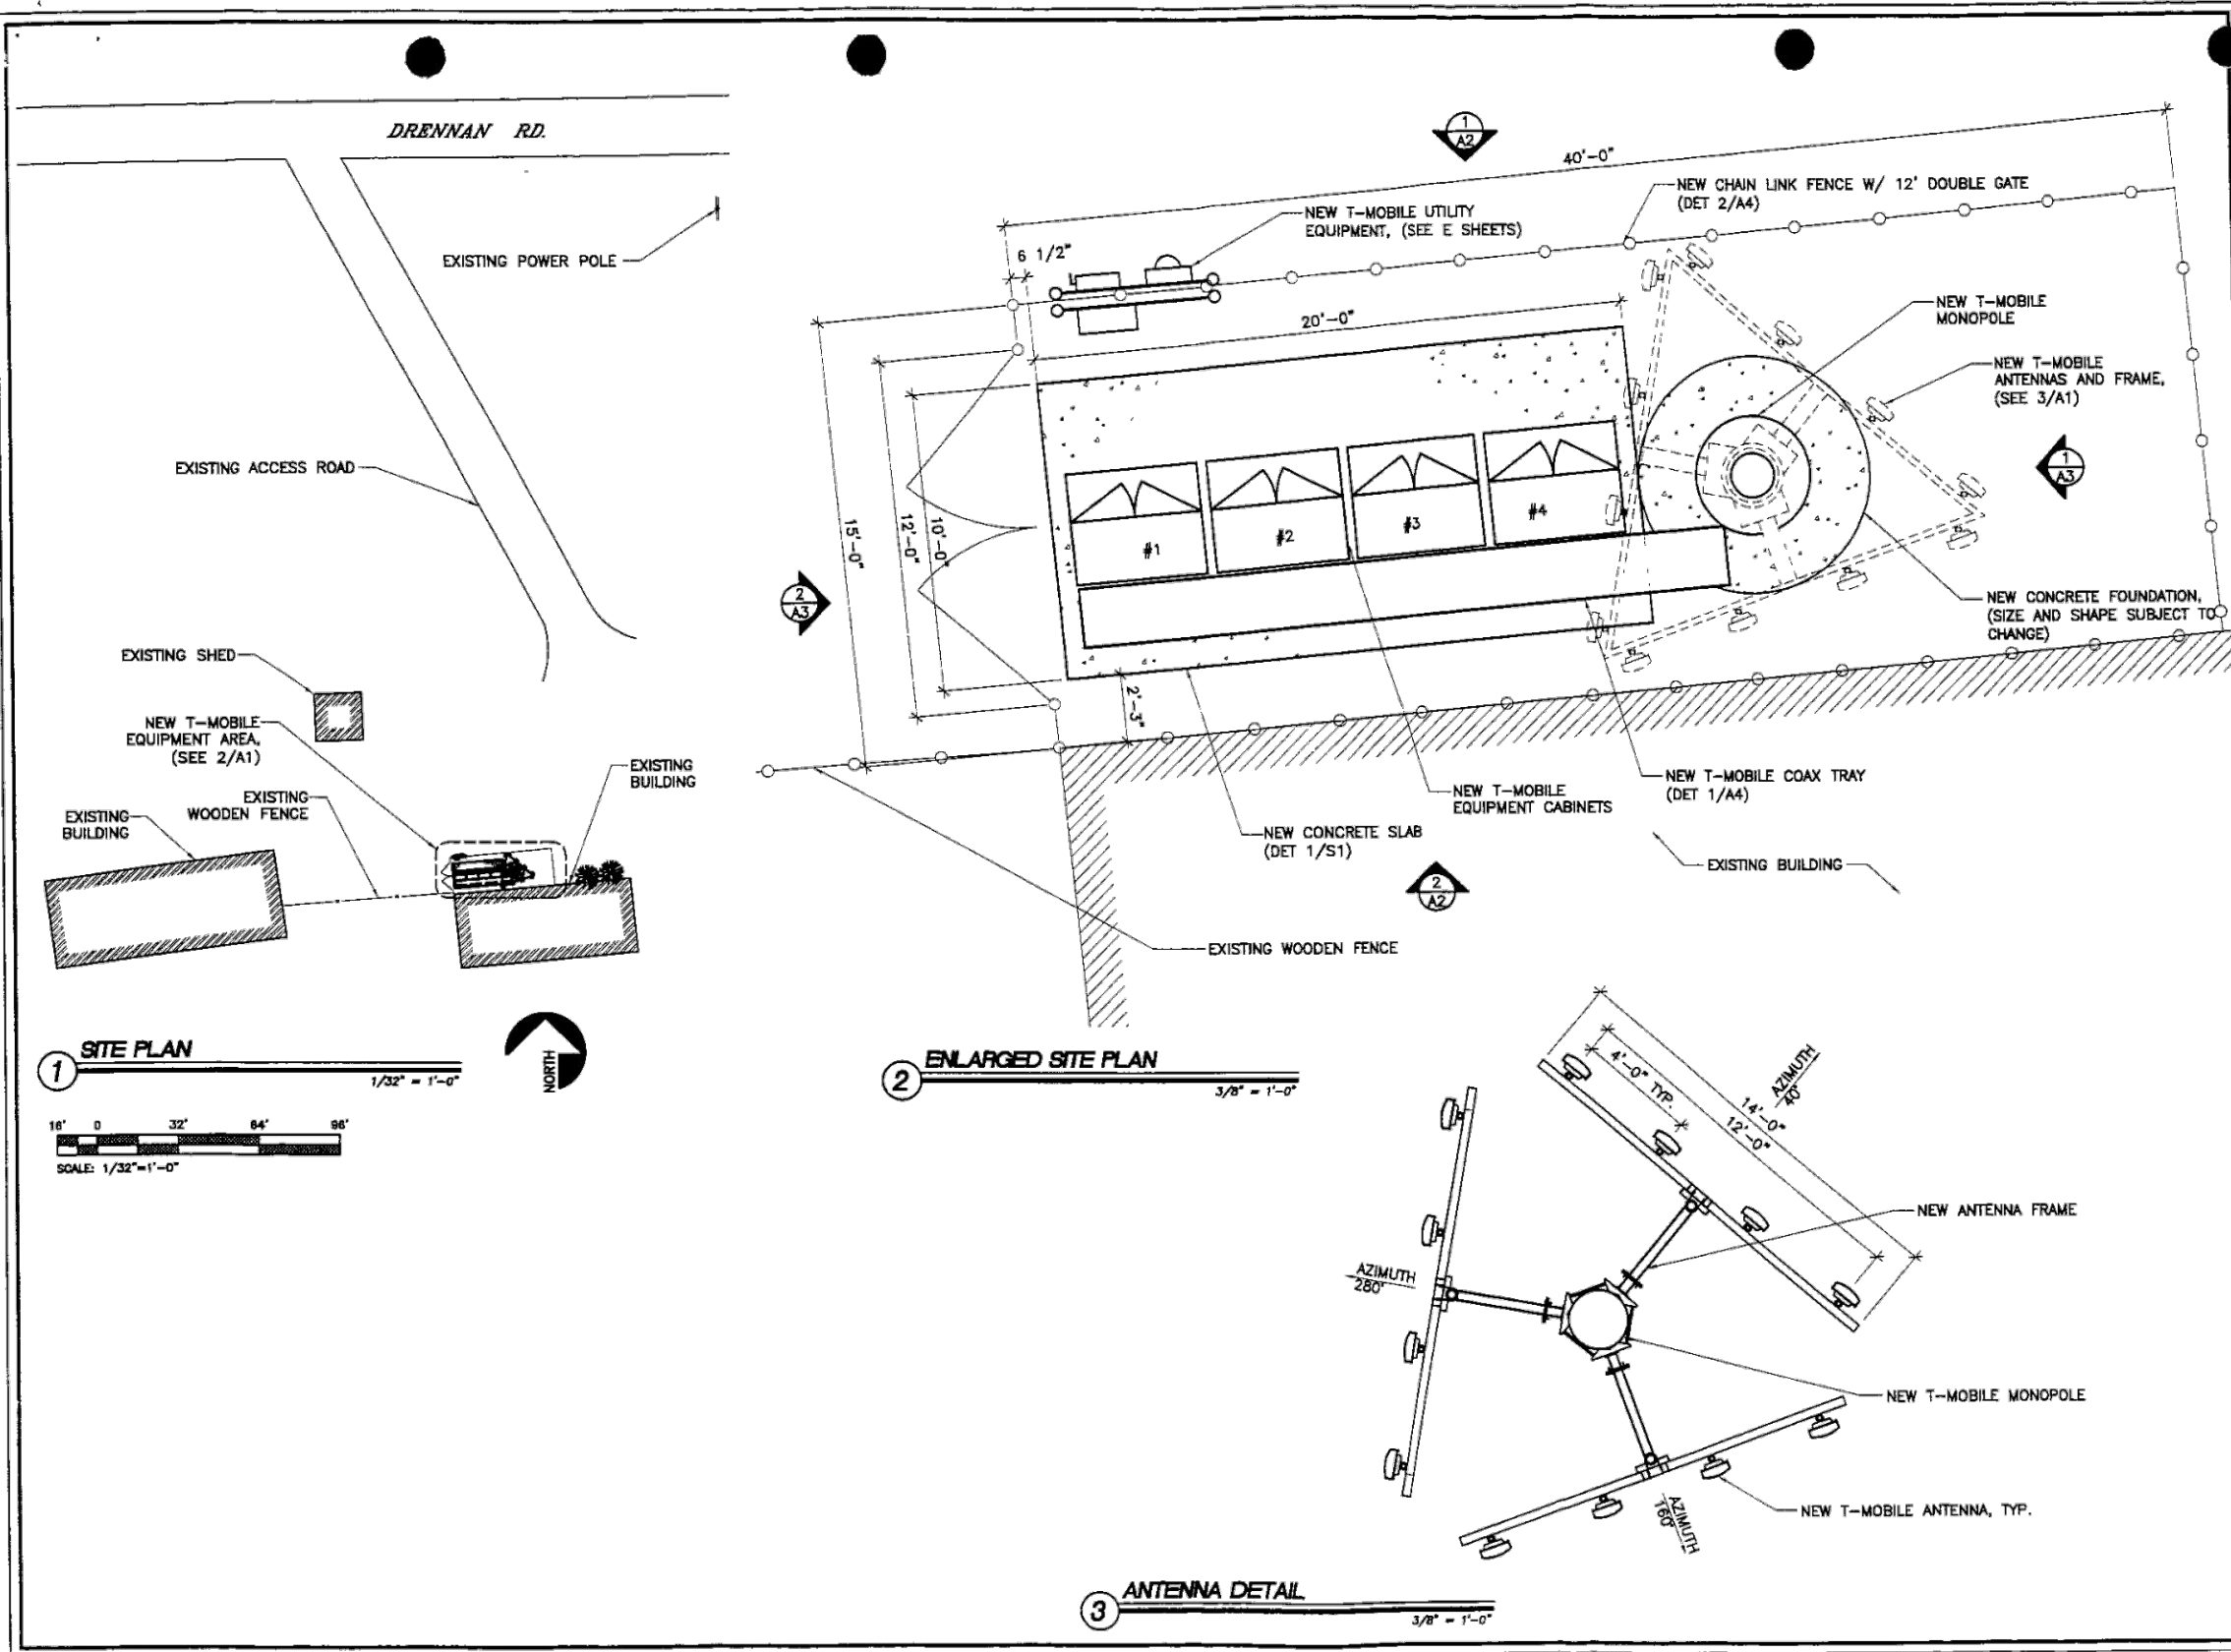 DRENNAN RD.
EXISTING POWER POLE
EXISTING ACCESS ROAD
EXISTING SHED
NEW T-MOBILE
EQUIPMENT AREA,
(SEE 2/A1)
EXISTING
WOODEN FENCE
EXISTING
BUILDING
EXISTING
BUILDING
1
SITE PLAN
1/32" = 1'-0"
NORTH
16' 0 32' 64' 96'
SCALE: 1/32"=1'-0"
1
A2
40'-0"
NEW CHAIN LINK FENCE W/ 12' DOUBLE GATE
(DET 2/A4)
NEW T-MOBILE UTILITY
EQUIPMENT, (SEE E SHEETS)
6 1/2"
20'-0"
NEW T-MOBILE
MONOPOLE
NEW T-MOBILE
ANTENNAS AND FRAME,
(SEE 3/A1)
1
A3
15'-0"
12'-0"
10'-0"
#1
#2
#3
#4
2
A3
2'-3"
NEW CONCRETE FOUNDATION,
(SIZE AND SHAPE SUBJECT TO
CHANGE)
NEW T-MOBILE COAX TRAY
(DET 1/A4)
NEW T-MOBILE
EQUIPMENT CABINETS
NEW CONCRETE SLAB
(DET 1/S1)
EXISTING BUILDING
2
A2
EXISTING WOODEN FENCE
2
ENLARGED SITE PLAN
3/8" = 1'-0"
4'-0" TYP.
14'-0"
12'-0"
AZIMUTH
40°
NEW ANTENNA FRAME
AZIMUTH
280°
NEW T-MOBILE MONOPOLE
NEW T-MOBILE ANTENNA, TYP.
AZIMUTH
160°
3
ANTENNA DETAIL
3/8" = 1'-0"